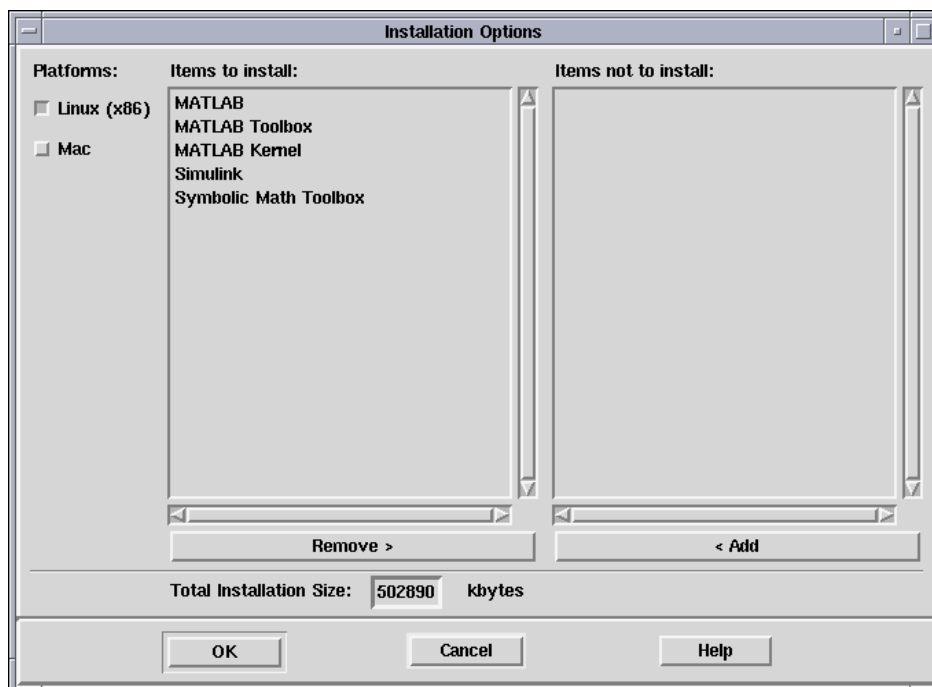 Installation Options
Platforms:
Linux (x86)
Mac
Items to install:
MATLAB
MATLAB Toolbox
MATLAB Kernel
Simulink
Symbolic Math Toolbox
Items not to install:
Remove >
< Add
Total Installation Size: 502890 kbytes
OK
Cancel
Help